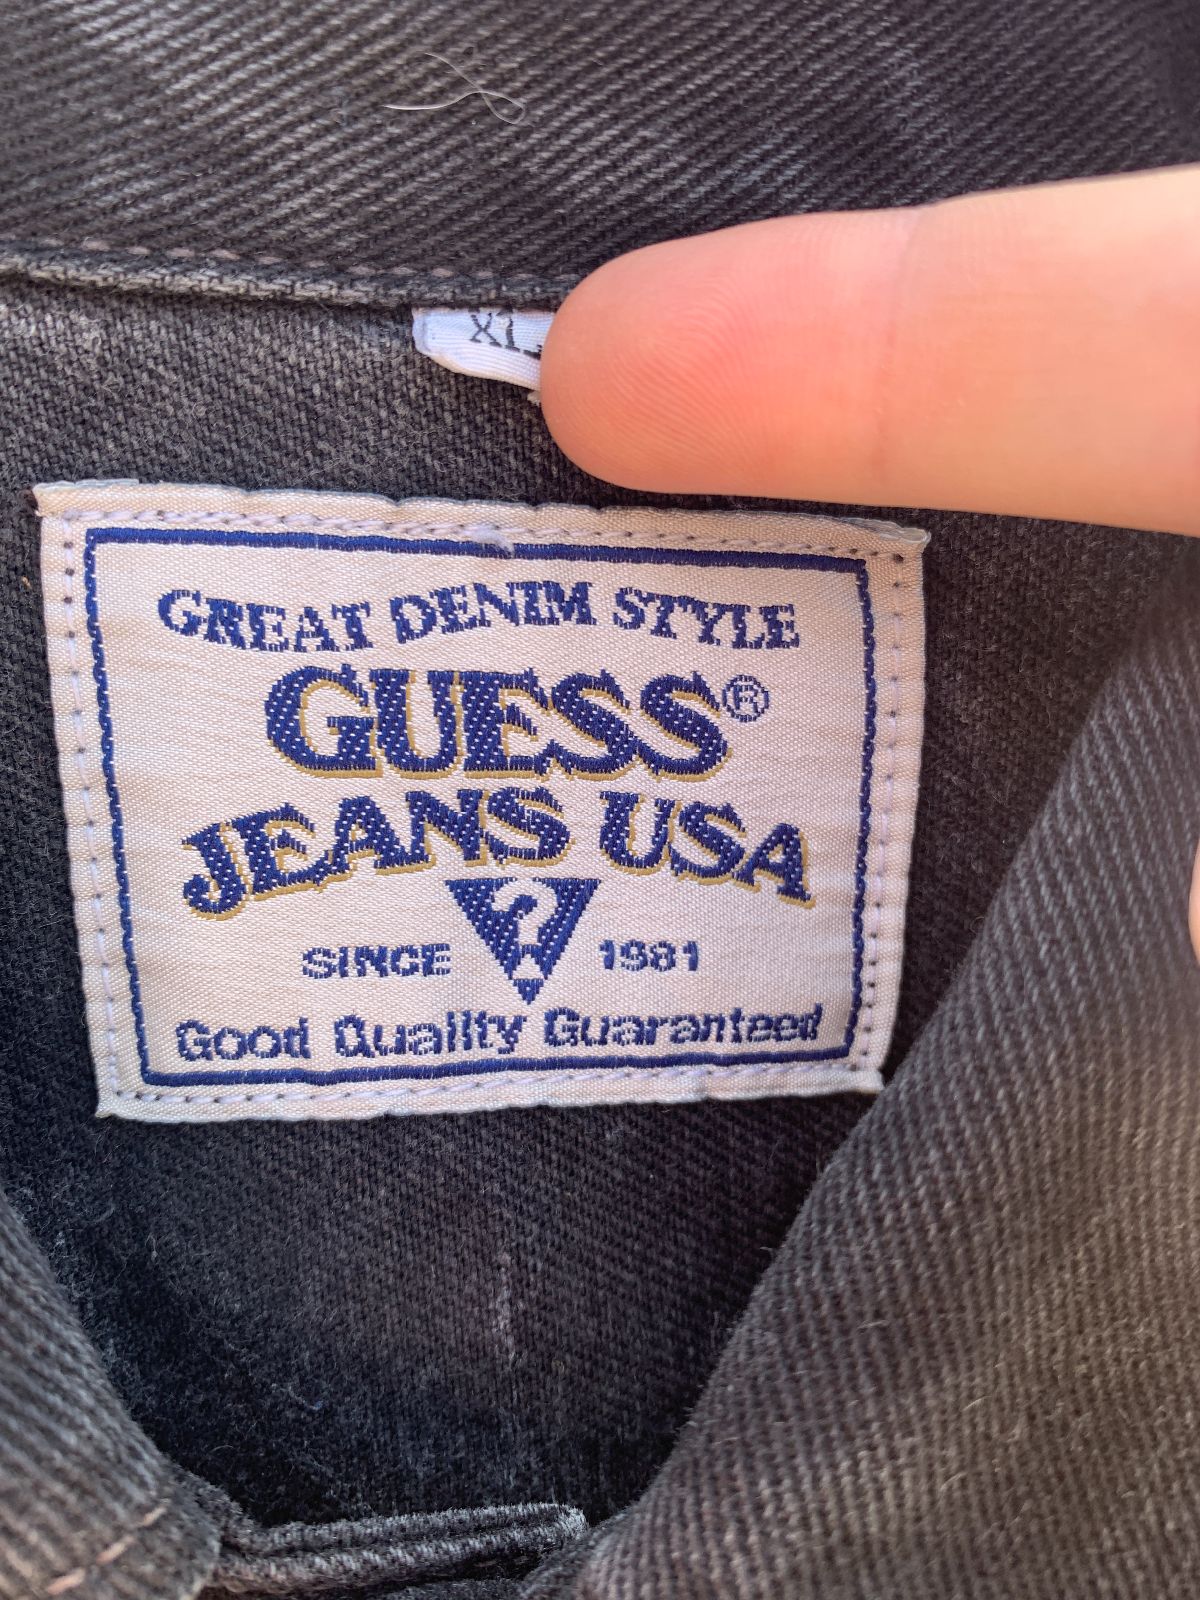 XL
GREAT DENIM STYLE
GUESS®
JEANS USA
?
SINCE 1981
Good Quality Guaranteed